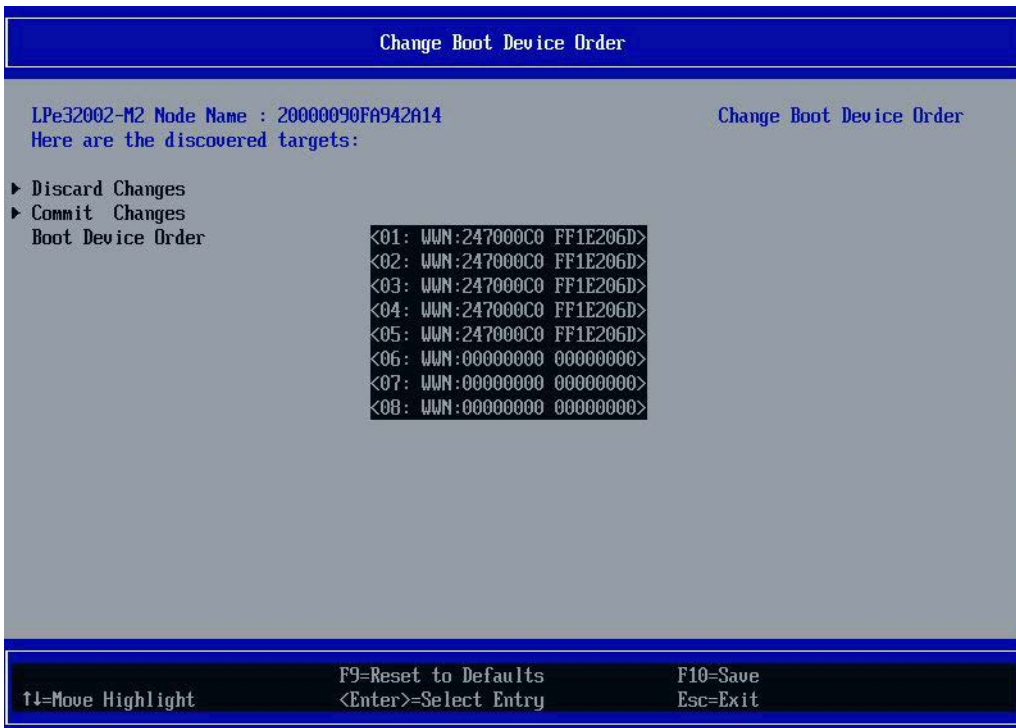 Change Boot Device Order
LPe32002-M2 Node Name : 20000090FA942A14
Change Boot Device Order
Here are the discovered targets:
▶ Discard Changes
▶ Commit  Changes
Boot Device Order
<01: WWN:247000C0 FF1E206D>
<02: WWN:247000C0 FF1E206D>
<03: WWN:247000C0 FF1E206D>
<04: WWN:247000C0 FF1E206D>
<05: WWN:247000C0 FF1E206D>
<06: WWN:00000000 00000000>
<07: WWN:00000000 00000000>
<08: WWN:00000000 00000000>
F9=Reset to Defaults
F10=Save
↑↓=Move Highlight
<Enter>=Select Entry
Esc=Exit